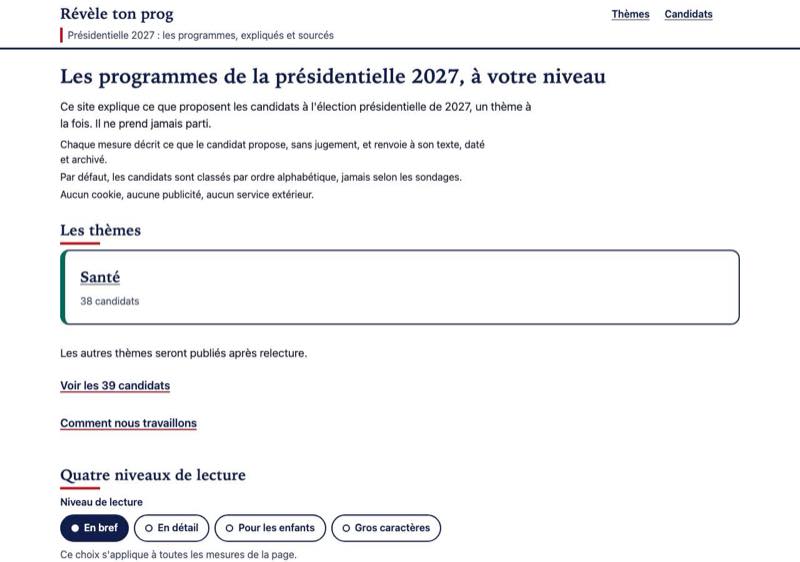 Révèle ton prog
Présidentielle 2027 : les programmes, expliqués et sourcés
Thèmes
Candidats
Les programmes de la présidentielle 2027, à votre niveau
Ce site explique ce que proposent les candidats à l'élection présidentielle de 2027, un thème à
la fois. Il ne prend jamais parti.
Chaque mesure décrit ce que le candidat propose, sans jugement, et renvoie à son texte, daté
et archivé.
Par défaut, les candidats sont classés par ordre alphabétique, jamais selon les sondages.
Aucun cookie, aucune publicité, aucun service extérieur.
Les thèmes
Santé
38 candidats
Les autres thèmes seront publiés après relecture.
Voir les 39 candidats
Comment nous travaillons
Quatre niveaux de lecture
Niveau de lecture
En bref
En détail
Pour les enfants
Gros caractères
Ce choix s'applique à toutes les mesures de la page.